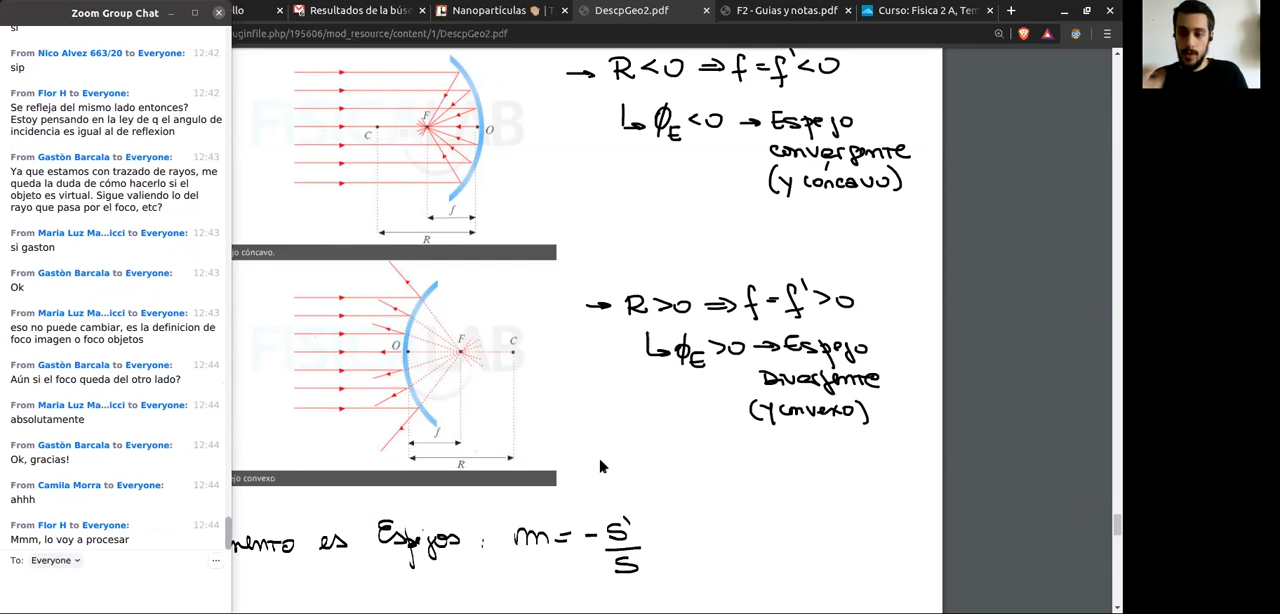 Zoom Group Chat
si
From Nico Alvez 663/20 to Everyone: 12:42
sip
From Flor H to Everyone: 12:42
Se refleja del mismo lado entonces?
Estoy pensando en la ley de q el angulo de
incidencia es igual al de reflexion
From Gastòn Barcala to Everyone: 12:43
Ya que estamos con trazado de rayos, me
queda la duda de cómo hacerlo si el
objeto es virtual. Sigue valiendo lo del
rayo que pasa por el foco, etc?
From Maria Luz Ma...icci to Everyone: 12:43
si gaston
From Gastòn Barcala to Everyone: 12:43
Ok
From Maria Luz Ma...icci to Everyone: 12:43
eso no puede cambiar, es la definicion de
foco imagen o foco objetos
From Gastòn Barcala to Everyone: 12:44
Aún si el foco queda del otro lado?
From Maria Luz Ma...icci to Everyone: 12:44
absolutamente
From Gastòn Barcala to Everyone: 12:44
Ok, gracias!
From Camila Morra to Everyone: 12:44
ahhh
From Flor H to Everyone: 12:44
Mmm, lo voy a procesar
To: Everyone
llo
Resultados de la bús
Nanopartículas
DescpGeo2.pdf
F2 - Guias y notas.pdf
Curso: Fisica 2 A, Tem
uginfile.php/195606/mod_resource/content/1/DescpGeo2.pdf
F
C
O
f
R
jo cóncavo.
→ R<0 ⇒ f=f'<0
↳ ϕE<0 → Espejo
convergente
(y concavo)
O
F
C
f
R
jo convexo
→ R>0 ⇒ f=f'>0
↳ ϕE>0 → Espejo
Divergente
(y convexo)
mento es Espejos : m = - s'/s